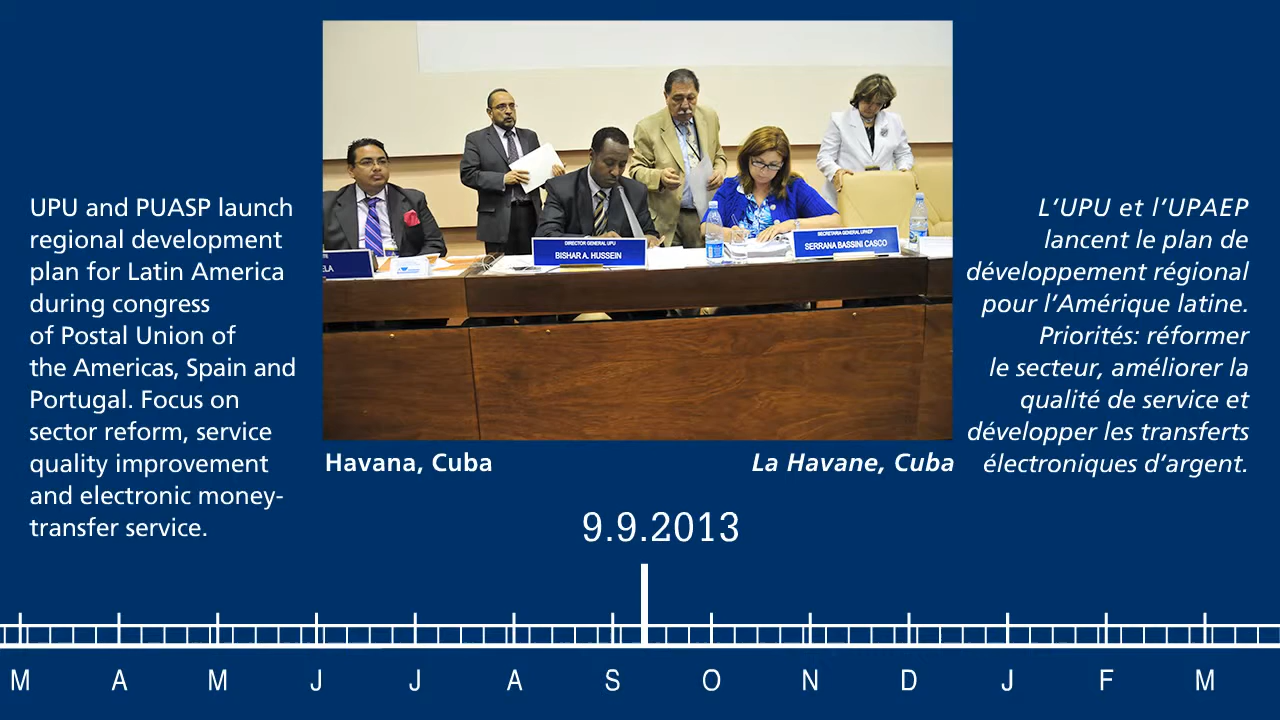 UPU and PUASP launch
regional development
plan for Latin America
during congress
of Postal Union of
the Americas, Spain and
Portugal. Focus on
sector reform, service
quality improvement
and electronic money-
transfer service.
DIRECTOR GENERAL UPU
BISHAR A. HUSSEIN
SECRETARIA GENERAL UPAEP
SERRANA BASSINI CASCO
ELA
Havana, Cuba
La Havane, Cuba
L‘UPU et l’UPAEP
lancent le plan de
développement régional
pour l’Amérique latine.
Priorités: réformer
le secteur, améliorer la
qualité de service et
développer les transferts
électroniques d’argent.
9.9.2013
M A M J J A S O N D J F M